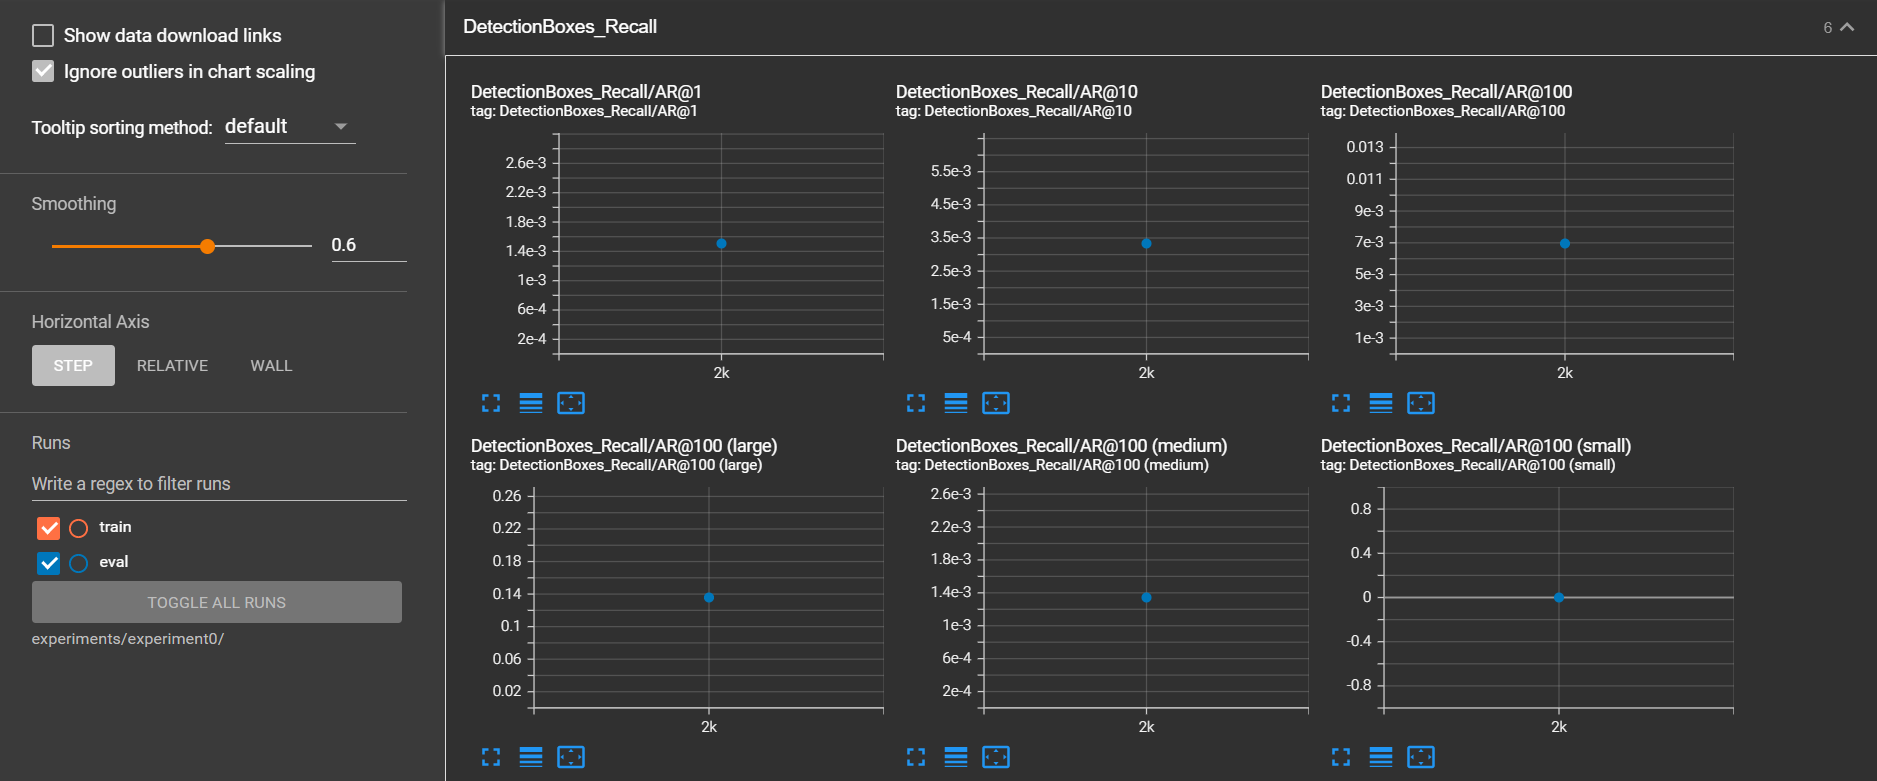 Show data download links
Ignore outliers in chart scaling
Tooltip sorting method: default
Smoothing
0.6
Horizontal Axis
STEP RELATIVE WALL
Runs
Write a regex to filter runs
train
eval
TOGGLE ALL RUNS
experiments/experiment0/
DetectionBoxes_Recall
6
DetectionBoxes_Recall/AR@1
tag: DetectionBoxes_Recall/AR@1
2.6e-3
2.2e-3
1.8e-3
1.4e-3
1e-3
6e-4
2e-4
2k
DetectionBoxes_Recall/AR@10
tag: DetectionBoxes_Recall/AR@10
5.5e-3
4.5e-3
3.5e-3
2.5e-3
1.5e-3
5e-4
2k
DetectionBoxes_Recall/AR@100
tag: DetectionBoxes_Recall/AR@100
0.013
0.011
9e-3
7e-3
5e-3
3e-3
1e-3
2k
DetectionBoxes_Recall/AR@100 (large)
tag: DetectionBoxes_Recall/AR@100 (large)
0.26
0.22
0.18
0.14
0.1
0.06
0.02
2k
DetectionBoxes_Recall/AR@100 (medium)
tag: DetectionBoxes_Recall/AR@100 (medium)
2.6e-3
2.2e-3
1.8e-3
1.4e-3
1e-3
6e-4
2e-4
2k
DetectionBoxes_Recall/AR@100 (small)
tag: DetectionBoxes_Recall/AR@100 (small)
0.8
0.4
0
-0.4
-0.8
2k